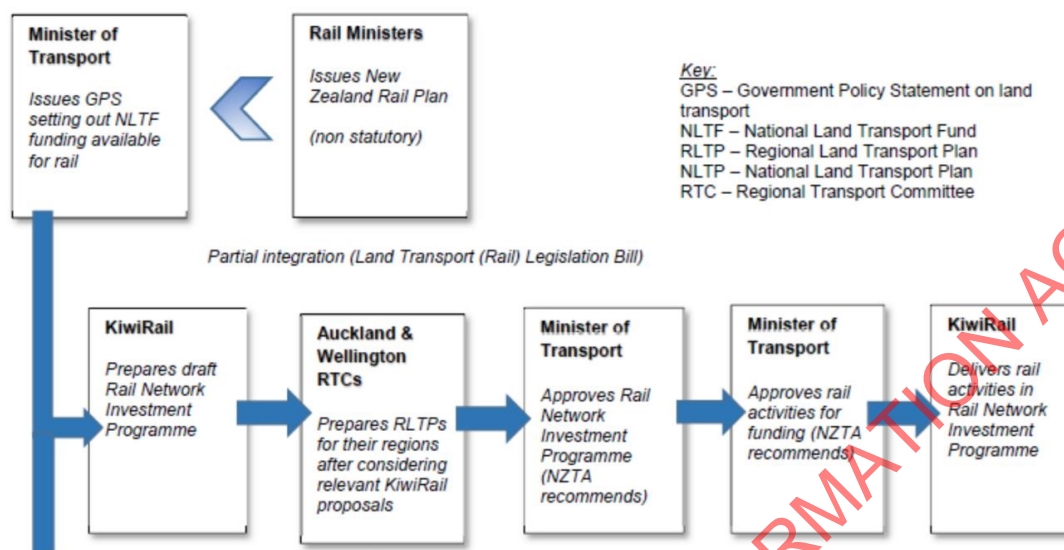 Minister of
Transport
Issues GPS
setting out NLTF
funding available
for rail
Rail Ministers
Issues New
Zealand Rail Plan
(non statutory)
Key:
GPS – Government Policy Statement on land
transport
NLTF – National Land Transport Fund
RLTP – Regional Land Transport Plan
NLTP – National Land Transport Plan
RTC – Regional Transport Committee
Partial integration (Land Transport (Rail) Legislation Bill)
KiwiRail
Prepares draft
Rail Network
Investment
Programme
Auckland &
Wellington
RTCs
Prepares RLTPs
for their regions
after considering
relevant KiwiRail
proposals
Minister of
Transport
Approves Rail
Network
Investment
Programme
(NZTA
recommends)
Minister of
Transport
Approves rail
activities for
funding (NZTA
recommends)
KiwiRail
Delivers rail
activities in
Rail Network
Investment
Programme